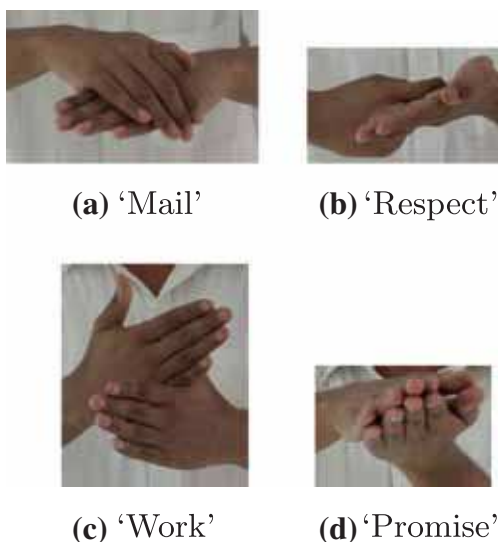 (a) ‘Mail’
(b) ‘Respect’
(c) ‘Work’
(d) ‘Promise’